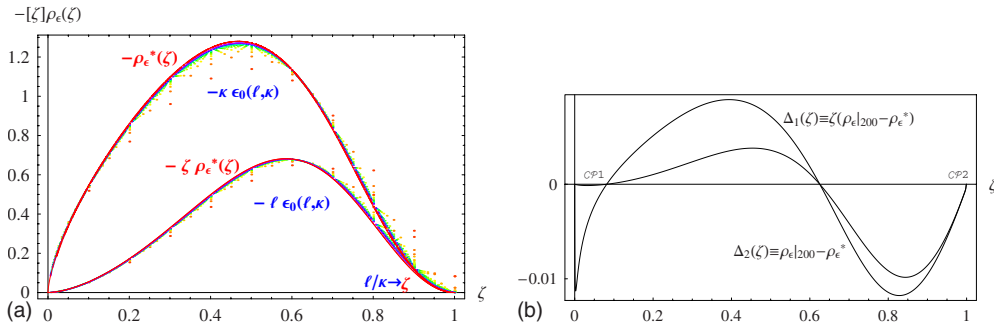 −[ζ]ρϵ(ζ)
1.2
1
0.8
0.6
0.4
0.2
0
−ρϵ*(ζ)
−κ ϵ0(ℓ,κ)
− ζ ρϵ*(ζ)
− ℓ ϵ0(ℓ,κ)
ℓ/κ→ζ
ζ
(a)
0 0.2 0.4 0.6 0.8 1
Δ1(ζ)≡ζ(ρϵ|200−ρϵ*)
CP1
CP2
0
ζ
Δ2(ζ)≡ρϵ|200−ρϵ*
−0.01
(b)
0 0.2 0.4 0.6 0.8 1